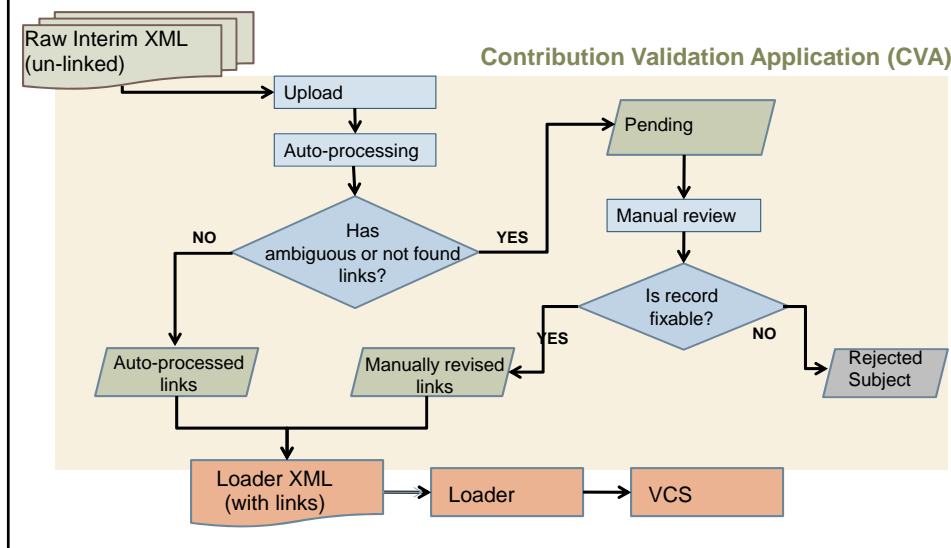 Raw Interim XML
(un-linked)
Contribution Validation Application (CVA)
Upload
Pending
Auto-processing
Manual review
Has
ambiguous or not found
links?
NO
YES
Is record
fixable?
YES
NO
Auto-processed
links
Manually revised
links
Rejected
Subject
Loader XML
(with links)
Loader
VCS